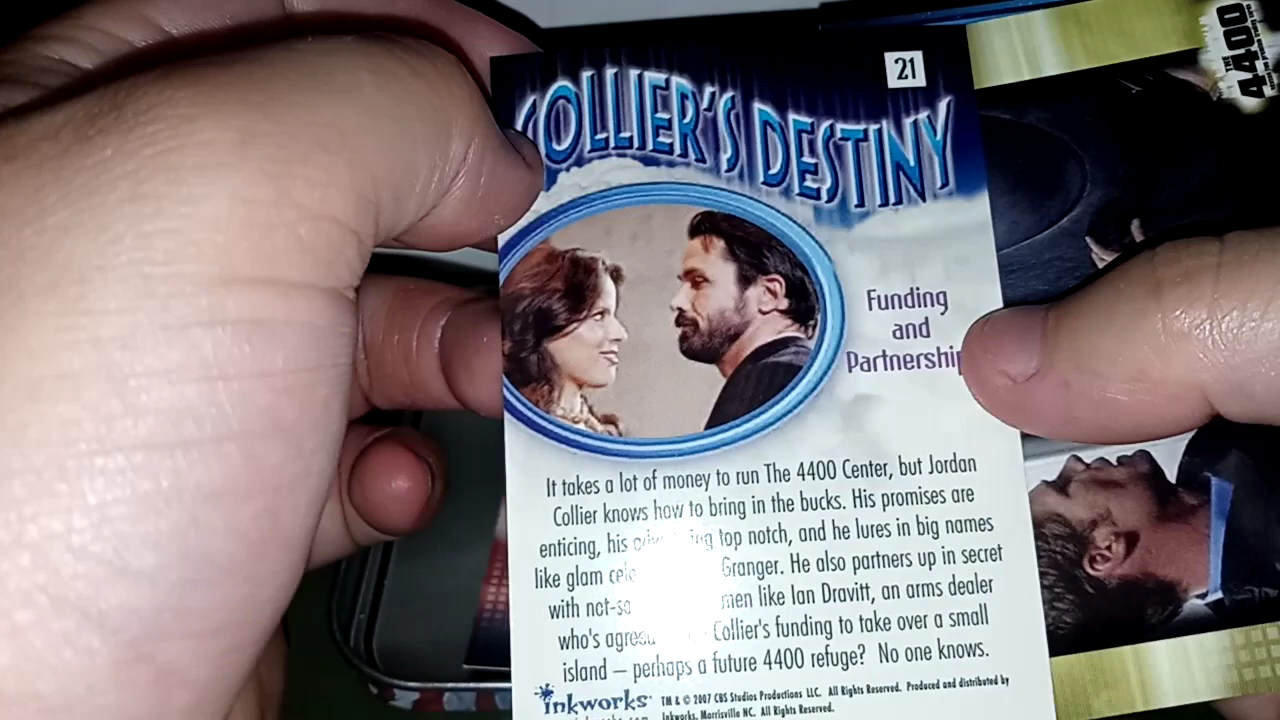 21
COLLIER'S DESTINY
Funding
and
Partnership
It takes a lot of money to run The 4400 Center, but Jordan
Collier knows how to bring in the bucks. His promises are
enticing, his top notch, and he lures in big names
like glam Granger. He also partners up in secret
with men like Ian Dravitt, an arms dealer
who's Collier's funding to take over a small
island – perhaps a future 4400 refuge? No one knows.
inkworks TM & © 2007 CBS Studios Productions LLC. All Rights Reserved. Produced and distributed by
Inkworks, Morrisville NC. All Rights Reserved.
THE
4400